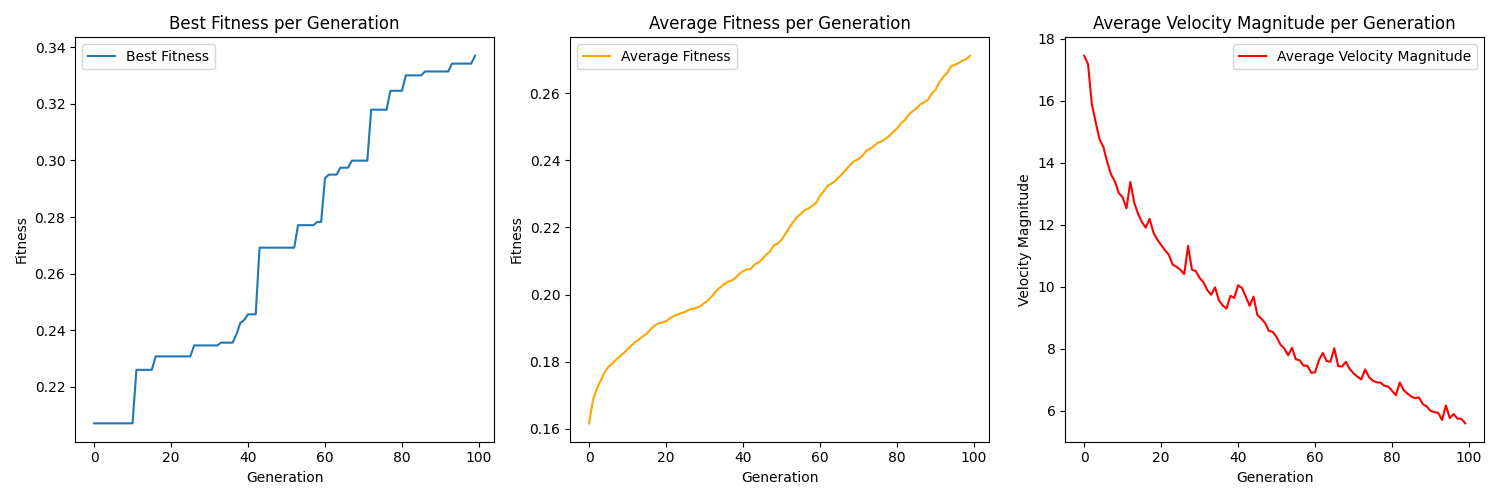 Best Fitness per Generation
Best Fitness
Fitness
0.34
0.32
0.30
0.28
0.26
0.24
0.22
0 20 40 60 80 100
Generation
Average Fitness per Generation
Average Fitness
Fitness
0.26
0.24
0.22
0.20
0.18
0.16
0 20 40 60 80 100
Generation
Average Velocity Magnitude per Generation
Average Velocity Magnitude
Velocity Magnitude
18
16
14
12
10
8
6
0 20 40 60 80 100
Generation